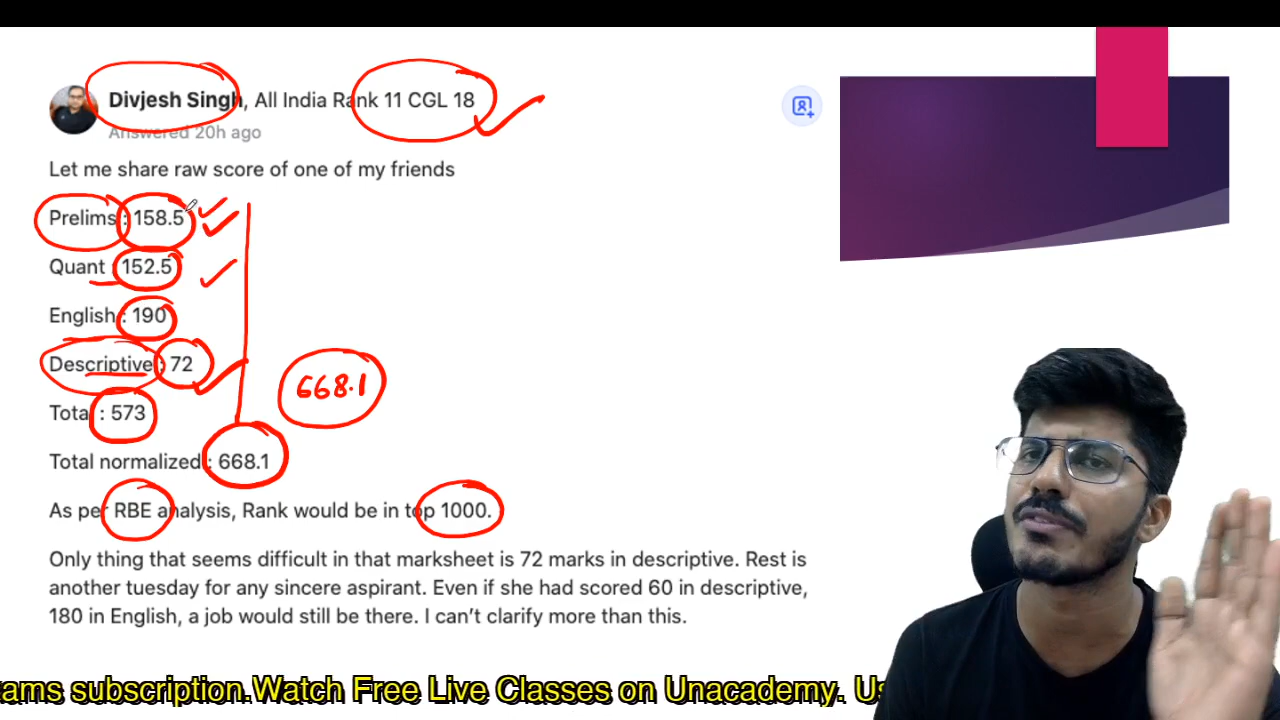 Divjesh Singh, All India Rank 11 CGL 18
Answered 20h ago
Let me share raw score of one of my friends
Prelims : 158.5
Quant : 152.5
English : 190
Descriptive : 72
668.1
Total : 573
Total normalized : 668.1
As per RBE analysis, Rank would be in top 1000.
Only thing that seems difficult in that marksheet is 72 marks in descriptive. Rest is
another tuesday for any sincere aspirant. Even if she had scored 60 in descriptive,
180 in English, a job would still be there. I can't clarify more than this.
ams subscription.Watch Free Live Classes on Unacademy. Us